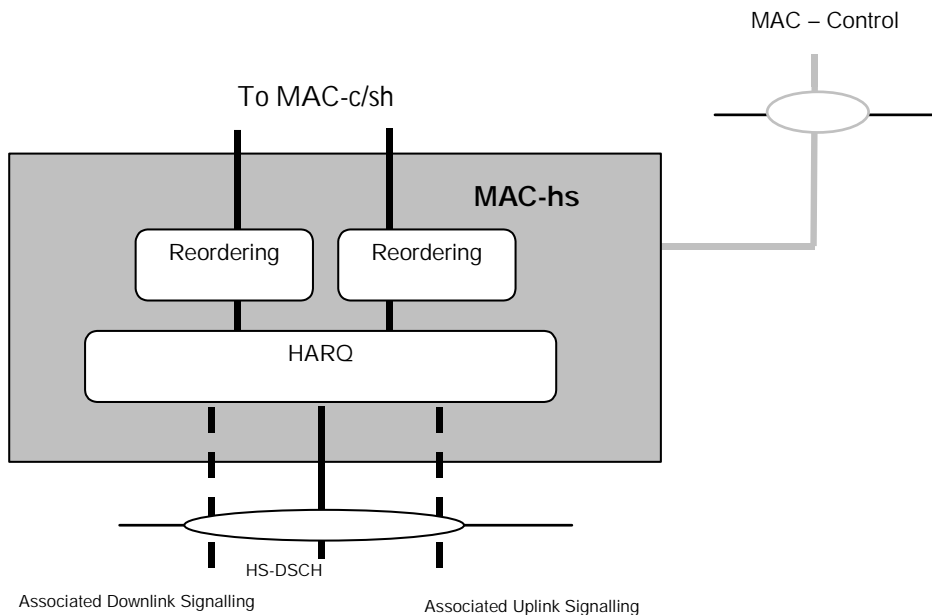 MAC – Control
To MAC-c/sh
MAC-hs
Reordering
Reordering
HARQ
HS-DSCH
Associated Downlink Signalling
Associated Uplink Signalling